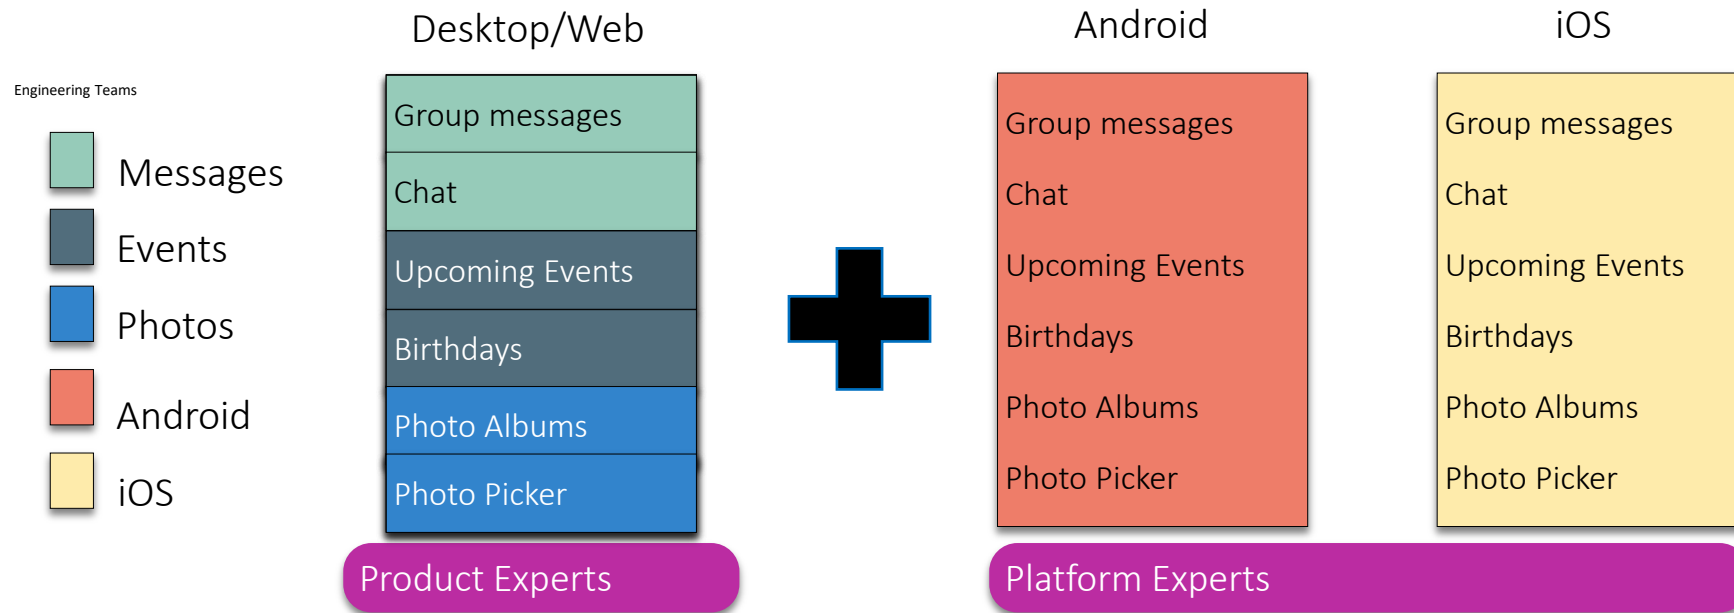 Desktop/Web
Android
iOS
Engineering Teams
Messages
Events
Photos
Android
iOS
Group messages
Chat
Upcoming Events
Birthdays
Photo Albums
Photo Picker
Product Experts
Group messages
Chat
Upcoming Events
Birthdays
Photo Albums
Photo Picker
Group messages
Chat
Upcoming Events
Birthdays
Photo Albums
Photo Picker
Platform Experts